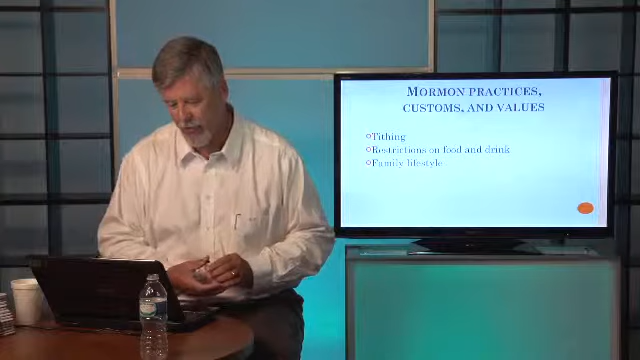 MORMON PRACTICES,
CUSTOMS, AND VALUES
Tithing
Restrictions on food and drink
Family lifestyle